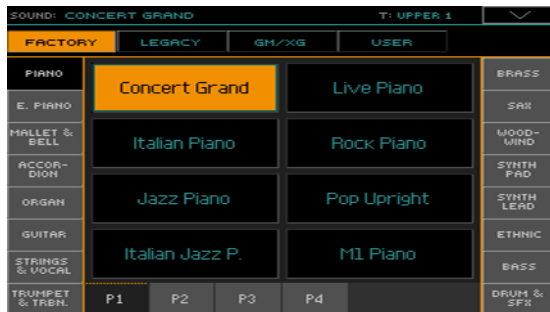 SOUND: CONCERT GRAND T: UPPER 1
FACTORY LEGACY GM/XG USER
PIANO
E. PIANO
MALLET &
BELL
ACCOR-
DION
ORGAN
GUITAR
STRINGS
& VOCAL
TRUMPET
& TRBN.
Concert Grand
Live Piano
Italian Piano
Rock Piano
Jazz Piano
Pop Upright
Italian Jazz P.
M1 Piano
P1 P2 P3 P4
BRASS
SAX
WOOD-
WIND
SYNTH
PAD
SYNTH
LEAD
ETHNIC
BASS
DRUM &
SFX